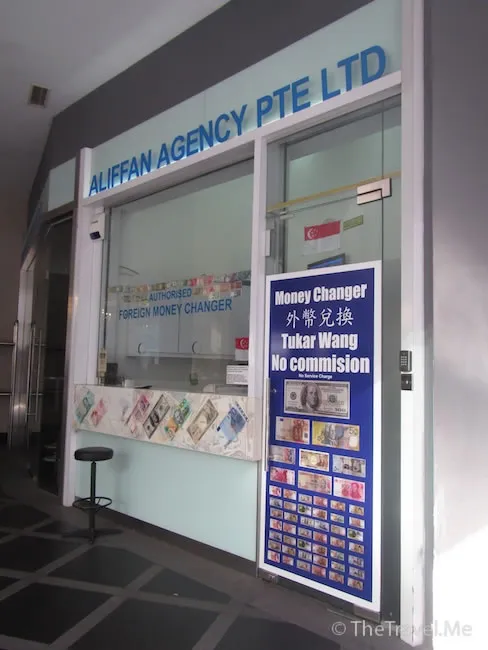 ALIFFAN AGENCY PTE LTD
AUTHORISED
FOREIGN MONEY CHANGER
Money Changer
外幣兌換
Tukar Wang
No commision
No Service Charge
© TheTravel.Me